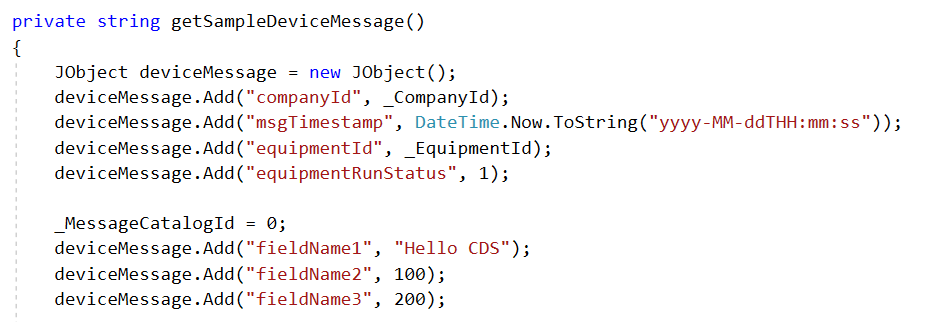 private string getSampleDeviceMessage()
{
JObject deviceMessage = new JObject();
deviceMessage.Add("companyId", _CompanyId);
deviceMessage.Add("msgTimestamp", DateTime.Now.ToString("yyyy-MM-ddTHH:mm:ss"));
deviceMessage.Add("equipmentId", _EquipmentId);
deviceMessage.Add("equipmentRunStatus", 1);
_MessageCatalogId = 0;
deviceMessage.Add("fieldName1", "Hello CDS");
deviceMessage.Add("fieldName2", 100);
deviceMessage.Add("fieldName3", 200);